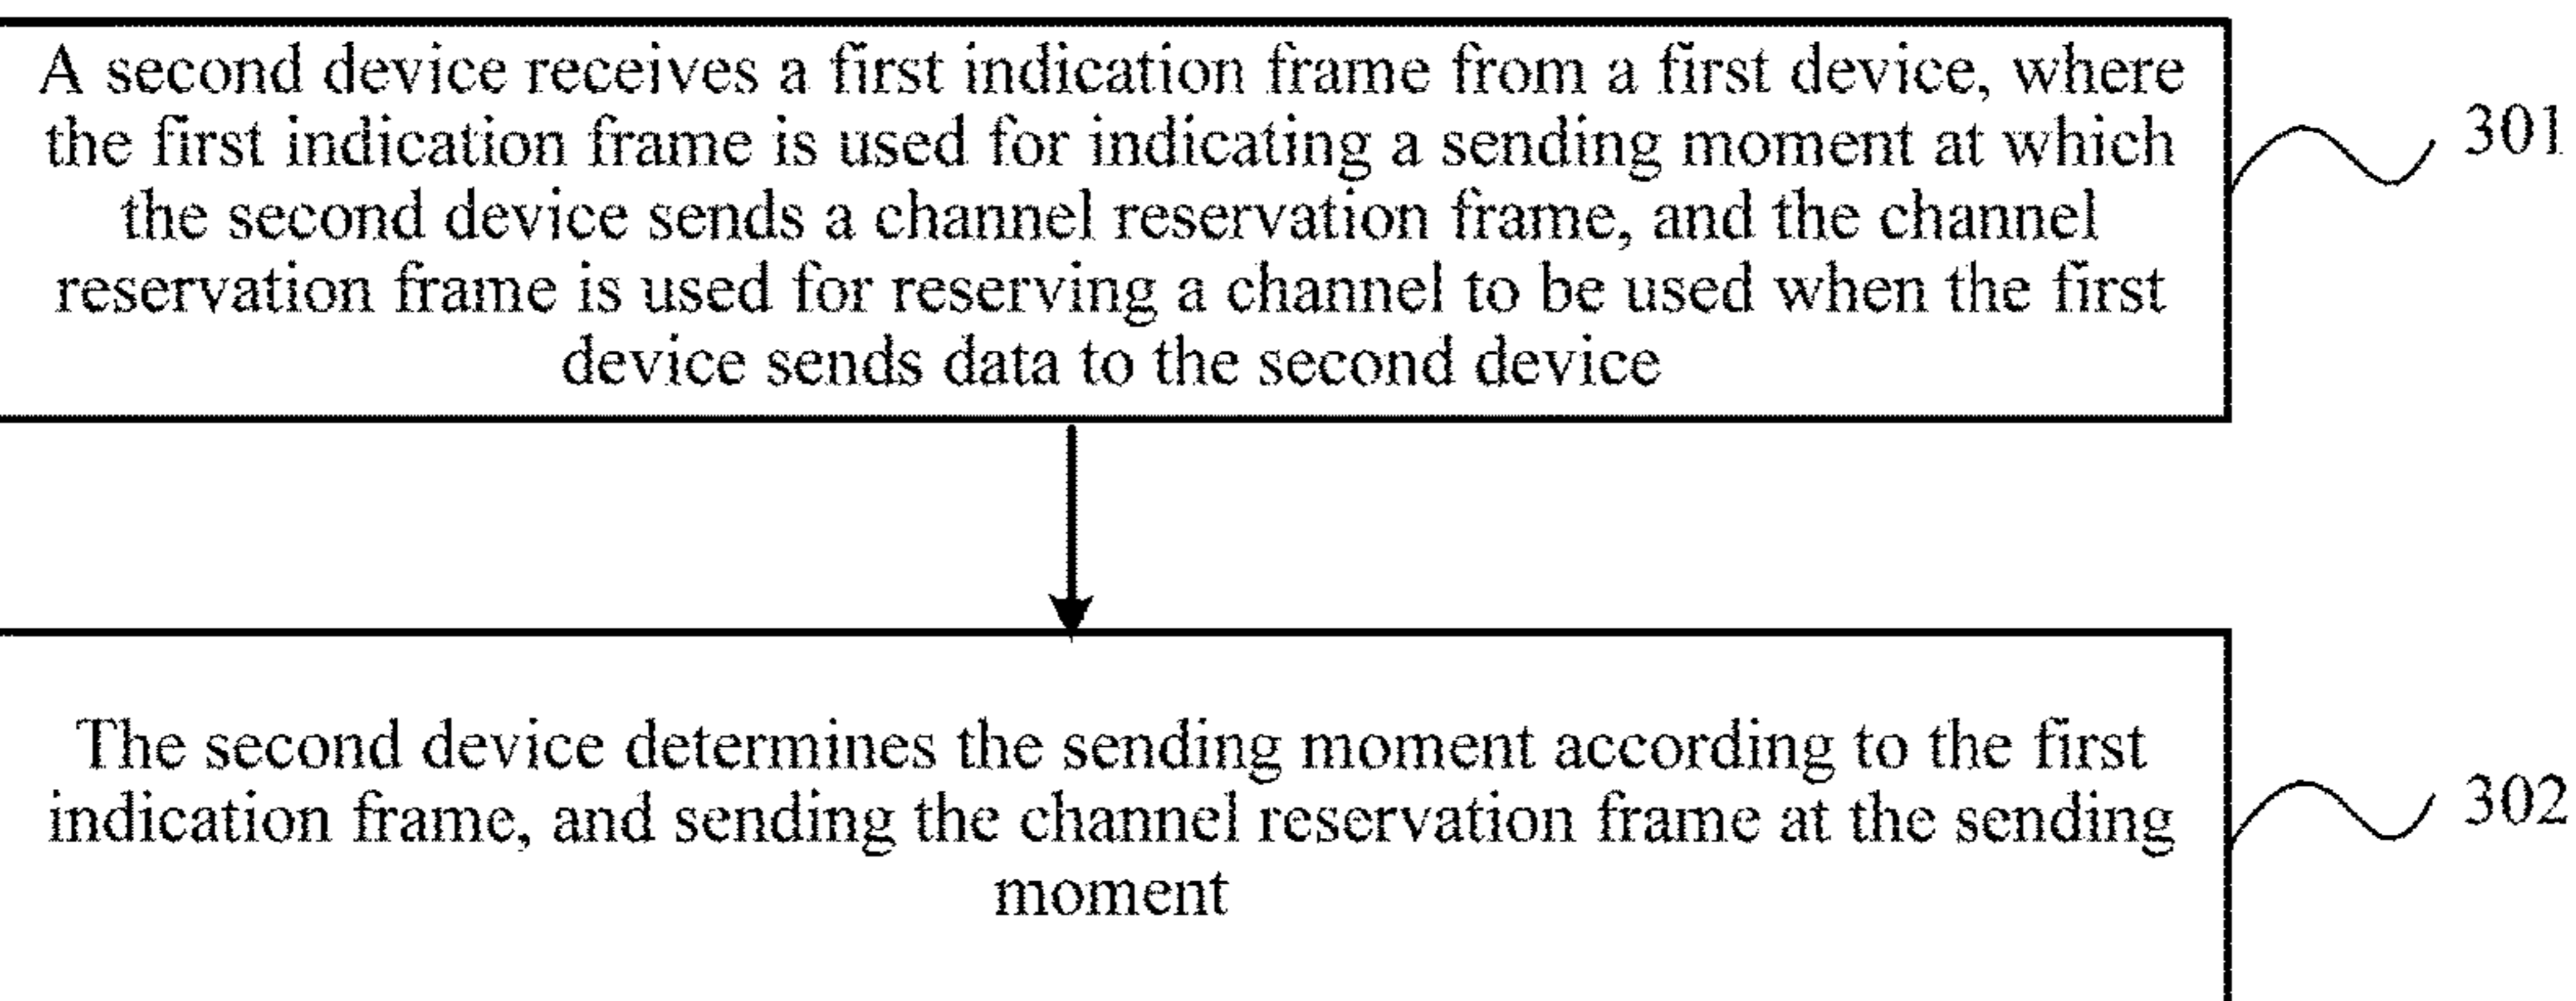 A second device receives a first indication frame from a first device, where
the first indication frame is used for indicating a sending moment at which
the second device sends a channel reservation frame, and the channel
reservation frame is used for reserving a channel to be used when the first
device sends data to the second device
301
The second device determines the sending moment according to the first
indication frame, and sending the channel reservation frame at the sending
moment
302